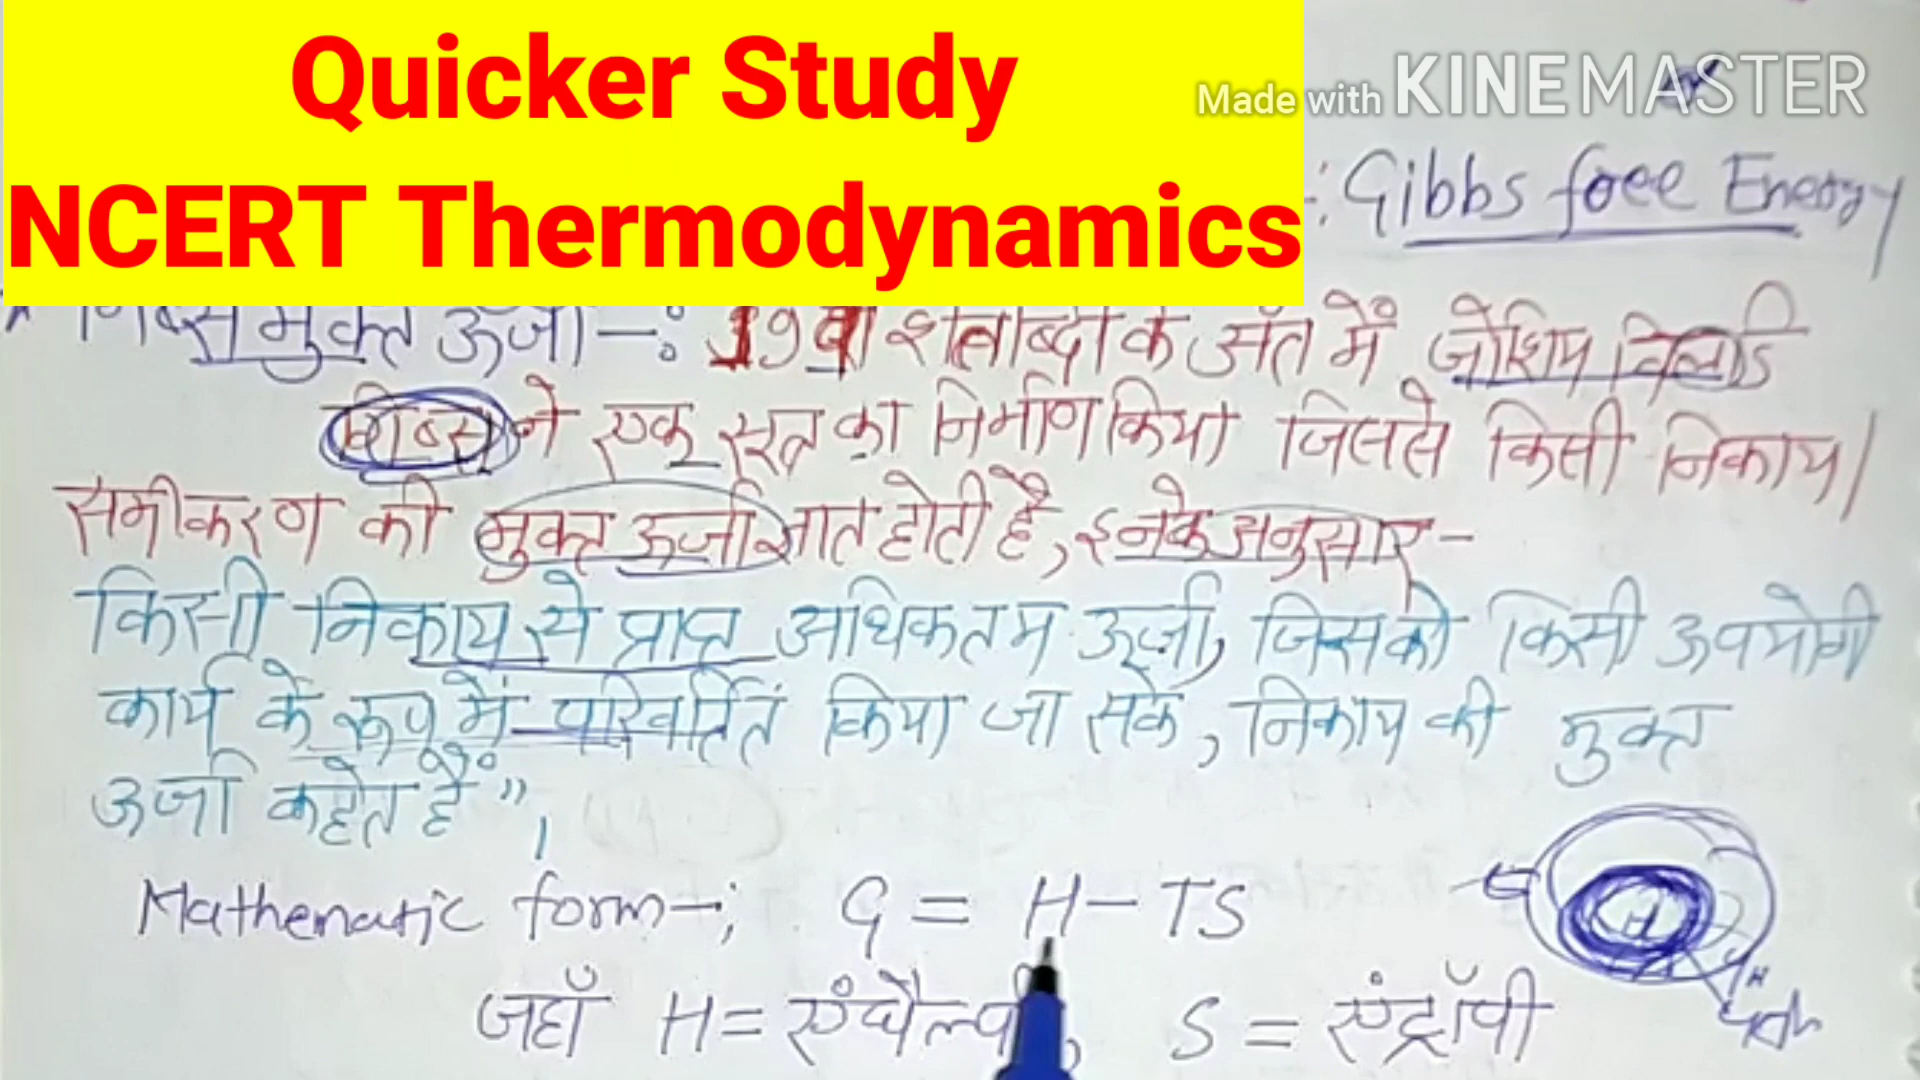 Quicker Study
Made with KINEMASTER
NCERT Thermodynamics
-: Gibbs free Energy
गिब्स मुक्त ऊर्जा -: 19वी शताब्दी के अंत में जोशिय विलार्ड
गिब्स ने एक सूत्र का निर्माण किया जिससे किसी निकाय।
समीकरण की मुक्त ऊर्जा ज्ञात होती है, इनके अनुसार -
किसी निकाय से प्राप्त अधिकतम ऊर्जा, जिसको किसी ऊपयोगी
कार्य के रूप में परिवर्तित किया जा सके, निकाय की मुक्त
ऊर्जा कहते हैं",
Mathematic form -; G = H - TS
H
जहाँ H = एंथैल्पी, S = एंट्रॉपी